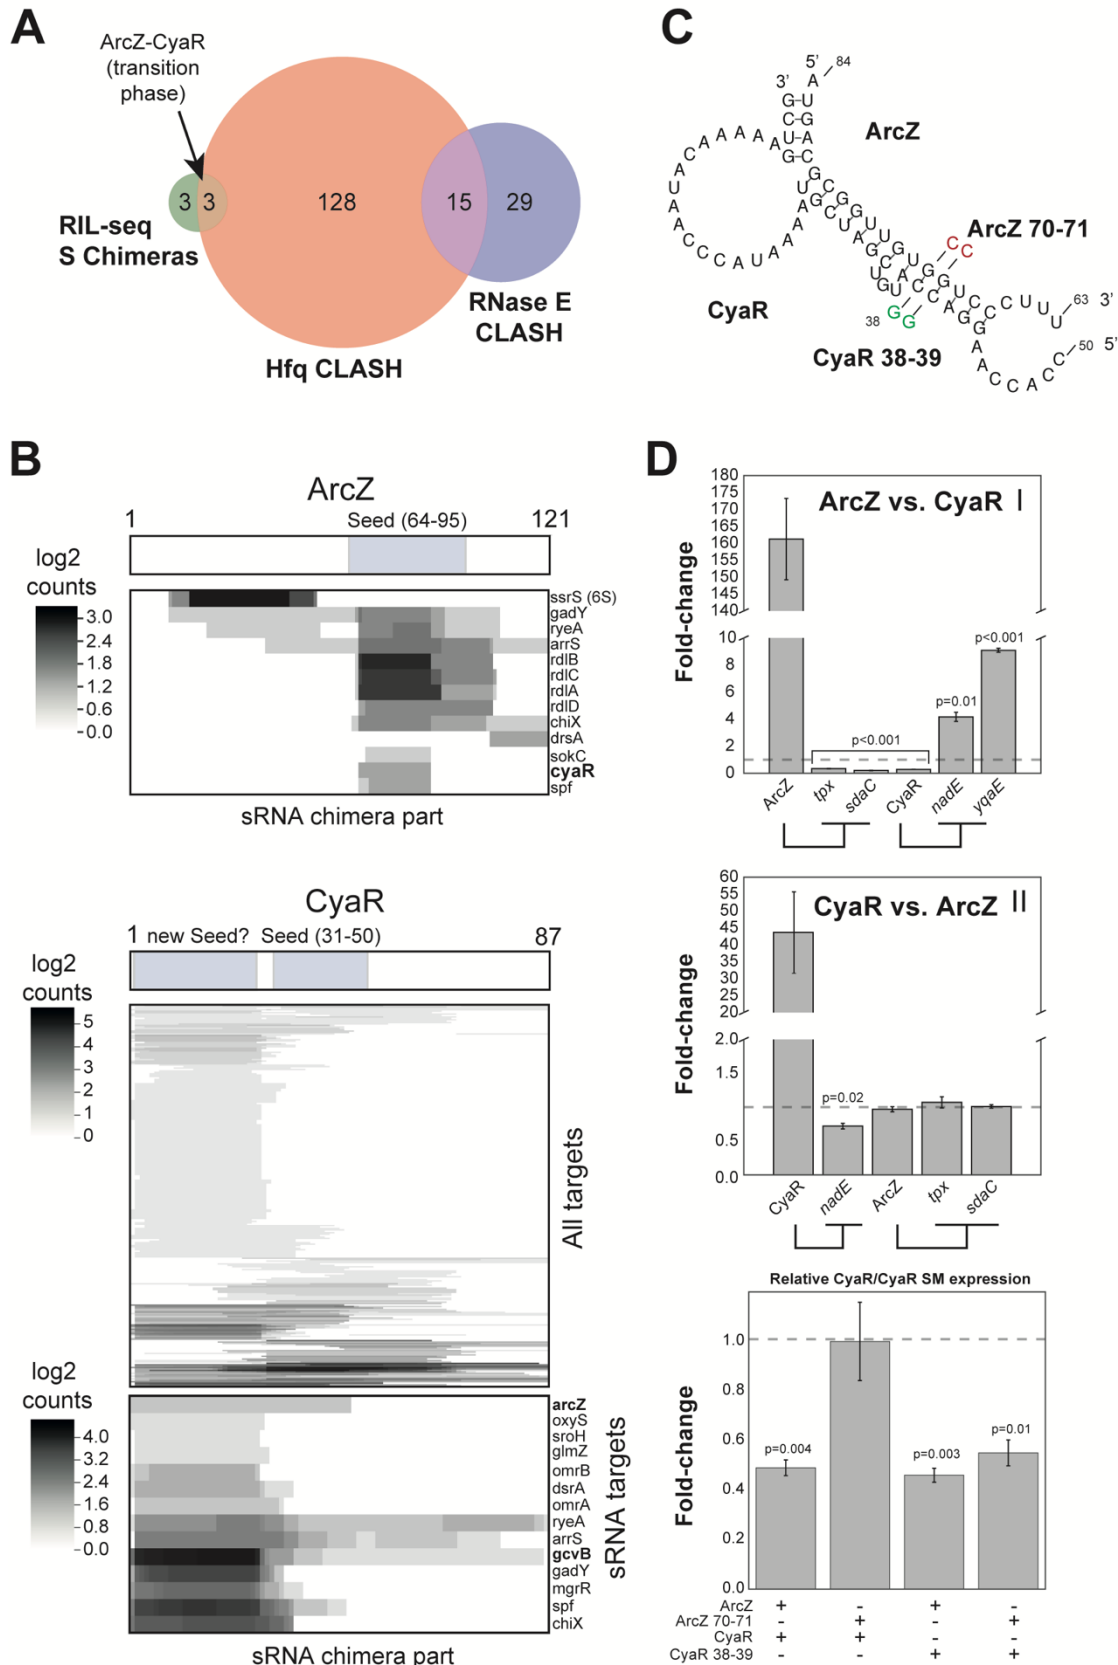 A
ArcZ-CyaR
(transition
phase)
3
3
128
15
29
RIL-seq
S Chimeras
RNase E
CLASH
Hfq CLASH
B
ArcZ
1
Seed (64-95)
121
log2
counts
3.0
2.4
1.8
1.2
0.6
0.0
ssrS (6S)
gadY
ryeA
arrS
rdlB
rdlC
rdlA
rdlD
chiX
drsA
sokC
cyaR
spf
sRNA chimera part
CyaR
1 new Seed? Seed (31-50) 87
log2
counts
5
4
3
2
1
0
All targets
log2
counts
4.0
3.2
2.4
1.6
0.8
0.0
arcZ
oxyS
sroH
glmZ
omrB
dsrA
omrA
ryeA
arrS
gcvB
gadY
mgrR
spf
chiX
sRNA targets
sRNA chimera part
C
5'
84
3'
ArcZ
ArcZ 70-71
CyaR
38
CyaR 38-39
63 3'
50 5'
D
ArcZ vs. CyaR I
Fold-change
180
175
170
165
160
155
150
145
140
10
8
6
4
2
0
p<0.001
p=0.01
p<0.001
ArcZ
tpx
sdaC
CyaR
nadE
yqaE
CyaR vs. ArcZ II
Fold-change
60
55
50
45
40
35
30
25
20
2.0
1.5
0.5
0.0
p=0.02
CyaR
nadE
ArcZ
tpx
sdaC
Relative CyaR/CyaR SM expression
Fold-change
1.0
0.8
0.6
0.4
0.2
0.0
p=0.004
p=0.003
p=0.01
ArcZ + - + -
ArcZ 70-71 - + - +
CyaR + + - -
CyaR 38-39 - - + +